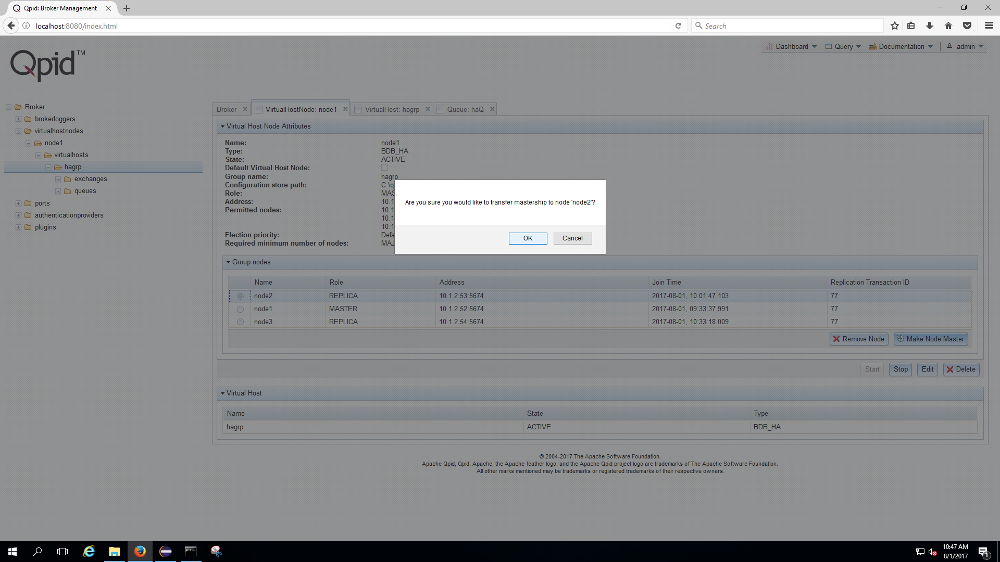 Qpid: Broker Management
localhost:8080/index.html
Search
Dashboard Query Documentation admin
Qpid™
Broker
brokerloggers
virtualhostnodes
node1
virtualhosts
hagrp
exchanges
queues
ports
authenticationproviders
plugins
Broker x VirtualHostNode: node1 x VirtualHost: hagrp x Queue: haQ x
Virtual Host Node Attributes
Name: node1
Type: BDB_HA
State: ACTIVE
Default Virtual Host Node:
Group name: hagrp
Configuration store path: C:\q
Role: MAS
Address: 10.1
Permitted nodes: 10.1
10.1
10.1
Election priority: Defa
Required minimum number of nodes: MAJ
Are you sure you would like to transfer mastership to node 'node2'?
OK Cancel
Group nodes
Name Role Address Join Time Replication Transaction ID
node2 REPLICA 10.1.2.53:5674 2017-08-01, 10:01:47.103 77
node1 MASTER 10.1.2.52:5674 2017-08-01, 09:33:37.991 77
node3 REPLICA 10.1.2.54:5674 2017-08-01, 10:33:18.009 77
Remove Node Make Node Master
Start Stop Edit Delete
Virtual Host
Name State Type
hagrp ACTIVE BDB_HA
© 2004-2017 The Apache Software Foundation.
Apache Qpid, Qpid, Apache, the Apache feather logo, and the Apache Qpid project logo are trademarks of The Apache Software Foundation.
All other marks mentioned may be trademarks or registered trademarks of their respective owners.
10:47 AM
8/1/2017
1